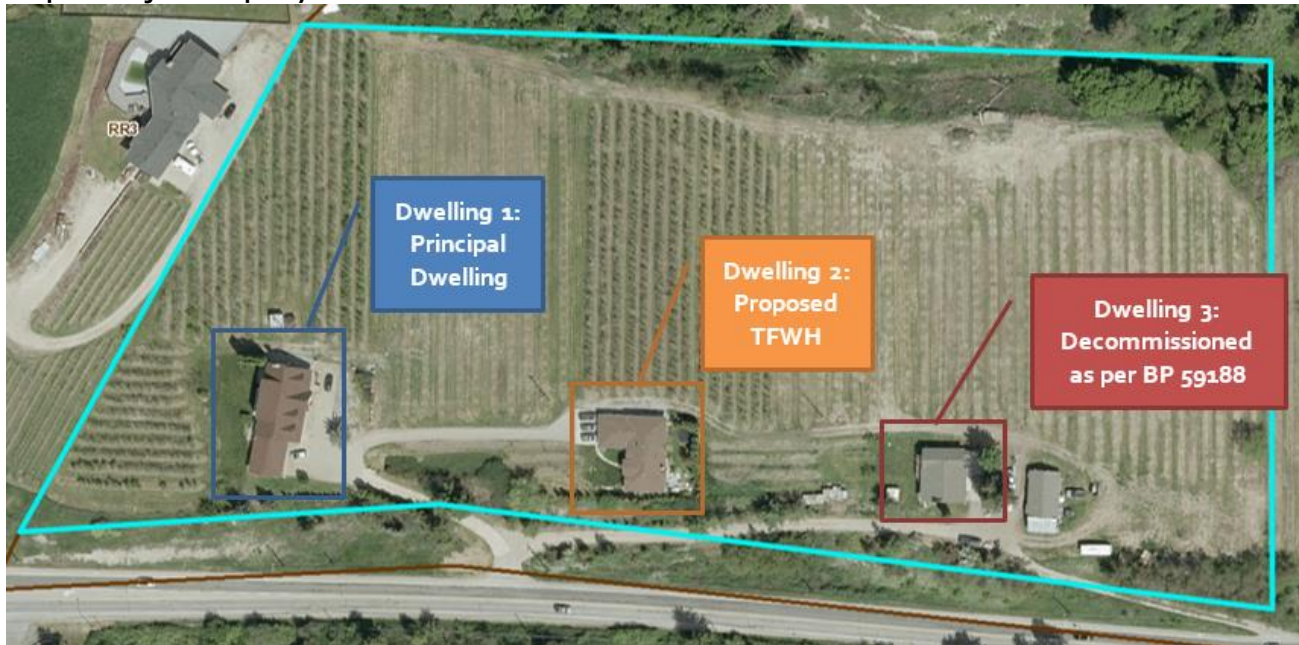 RR3
Dwelling 1:
Principal
Dwelling
Dwelling 2:
Proposed
TFWH
Dwelling 3:
Decommissioned
as per BP 59188